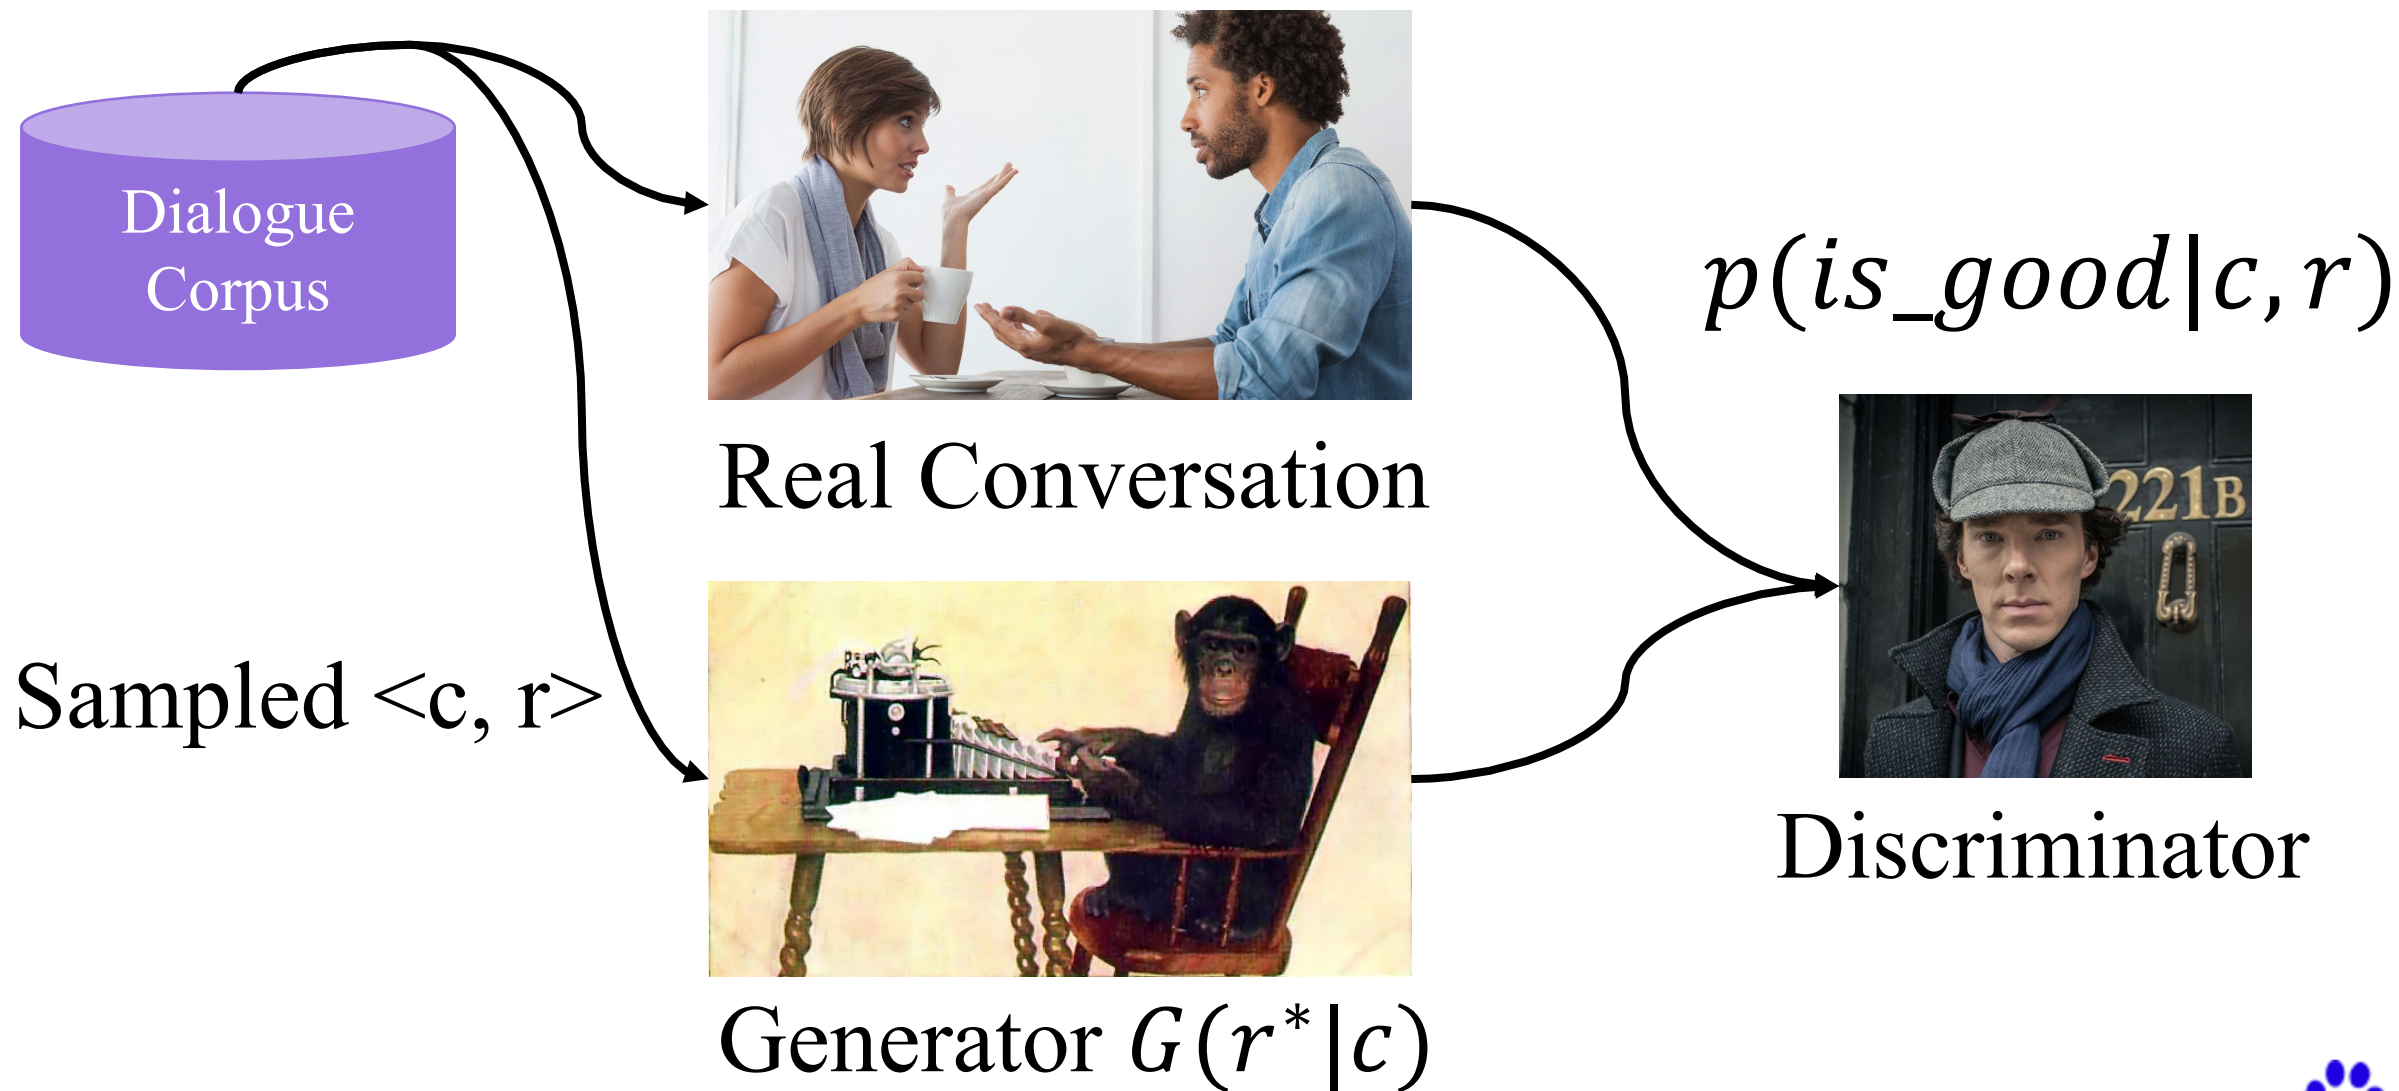 Dialogue
Corpus
Real Conversation
p(is_good|c, r)
221B
Sampled <c, r>
Discriminator
Generator G(r*|c)